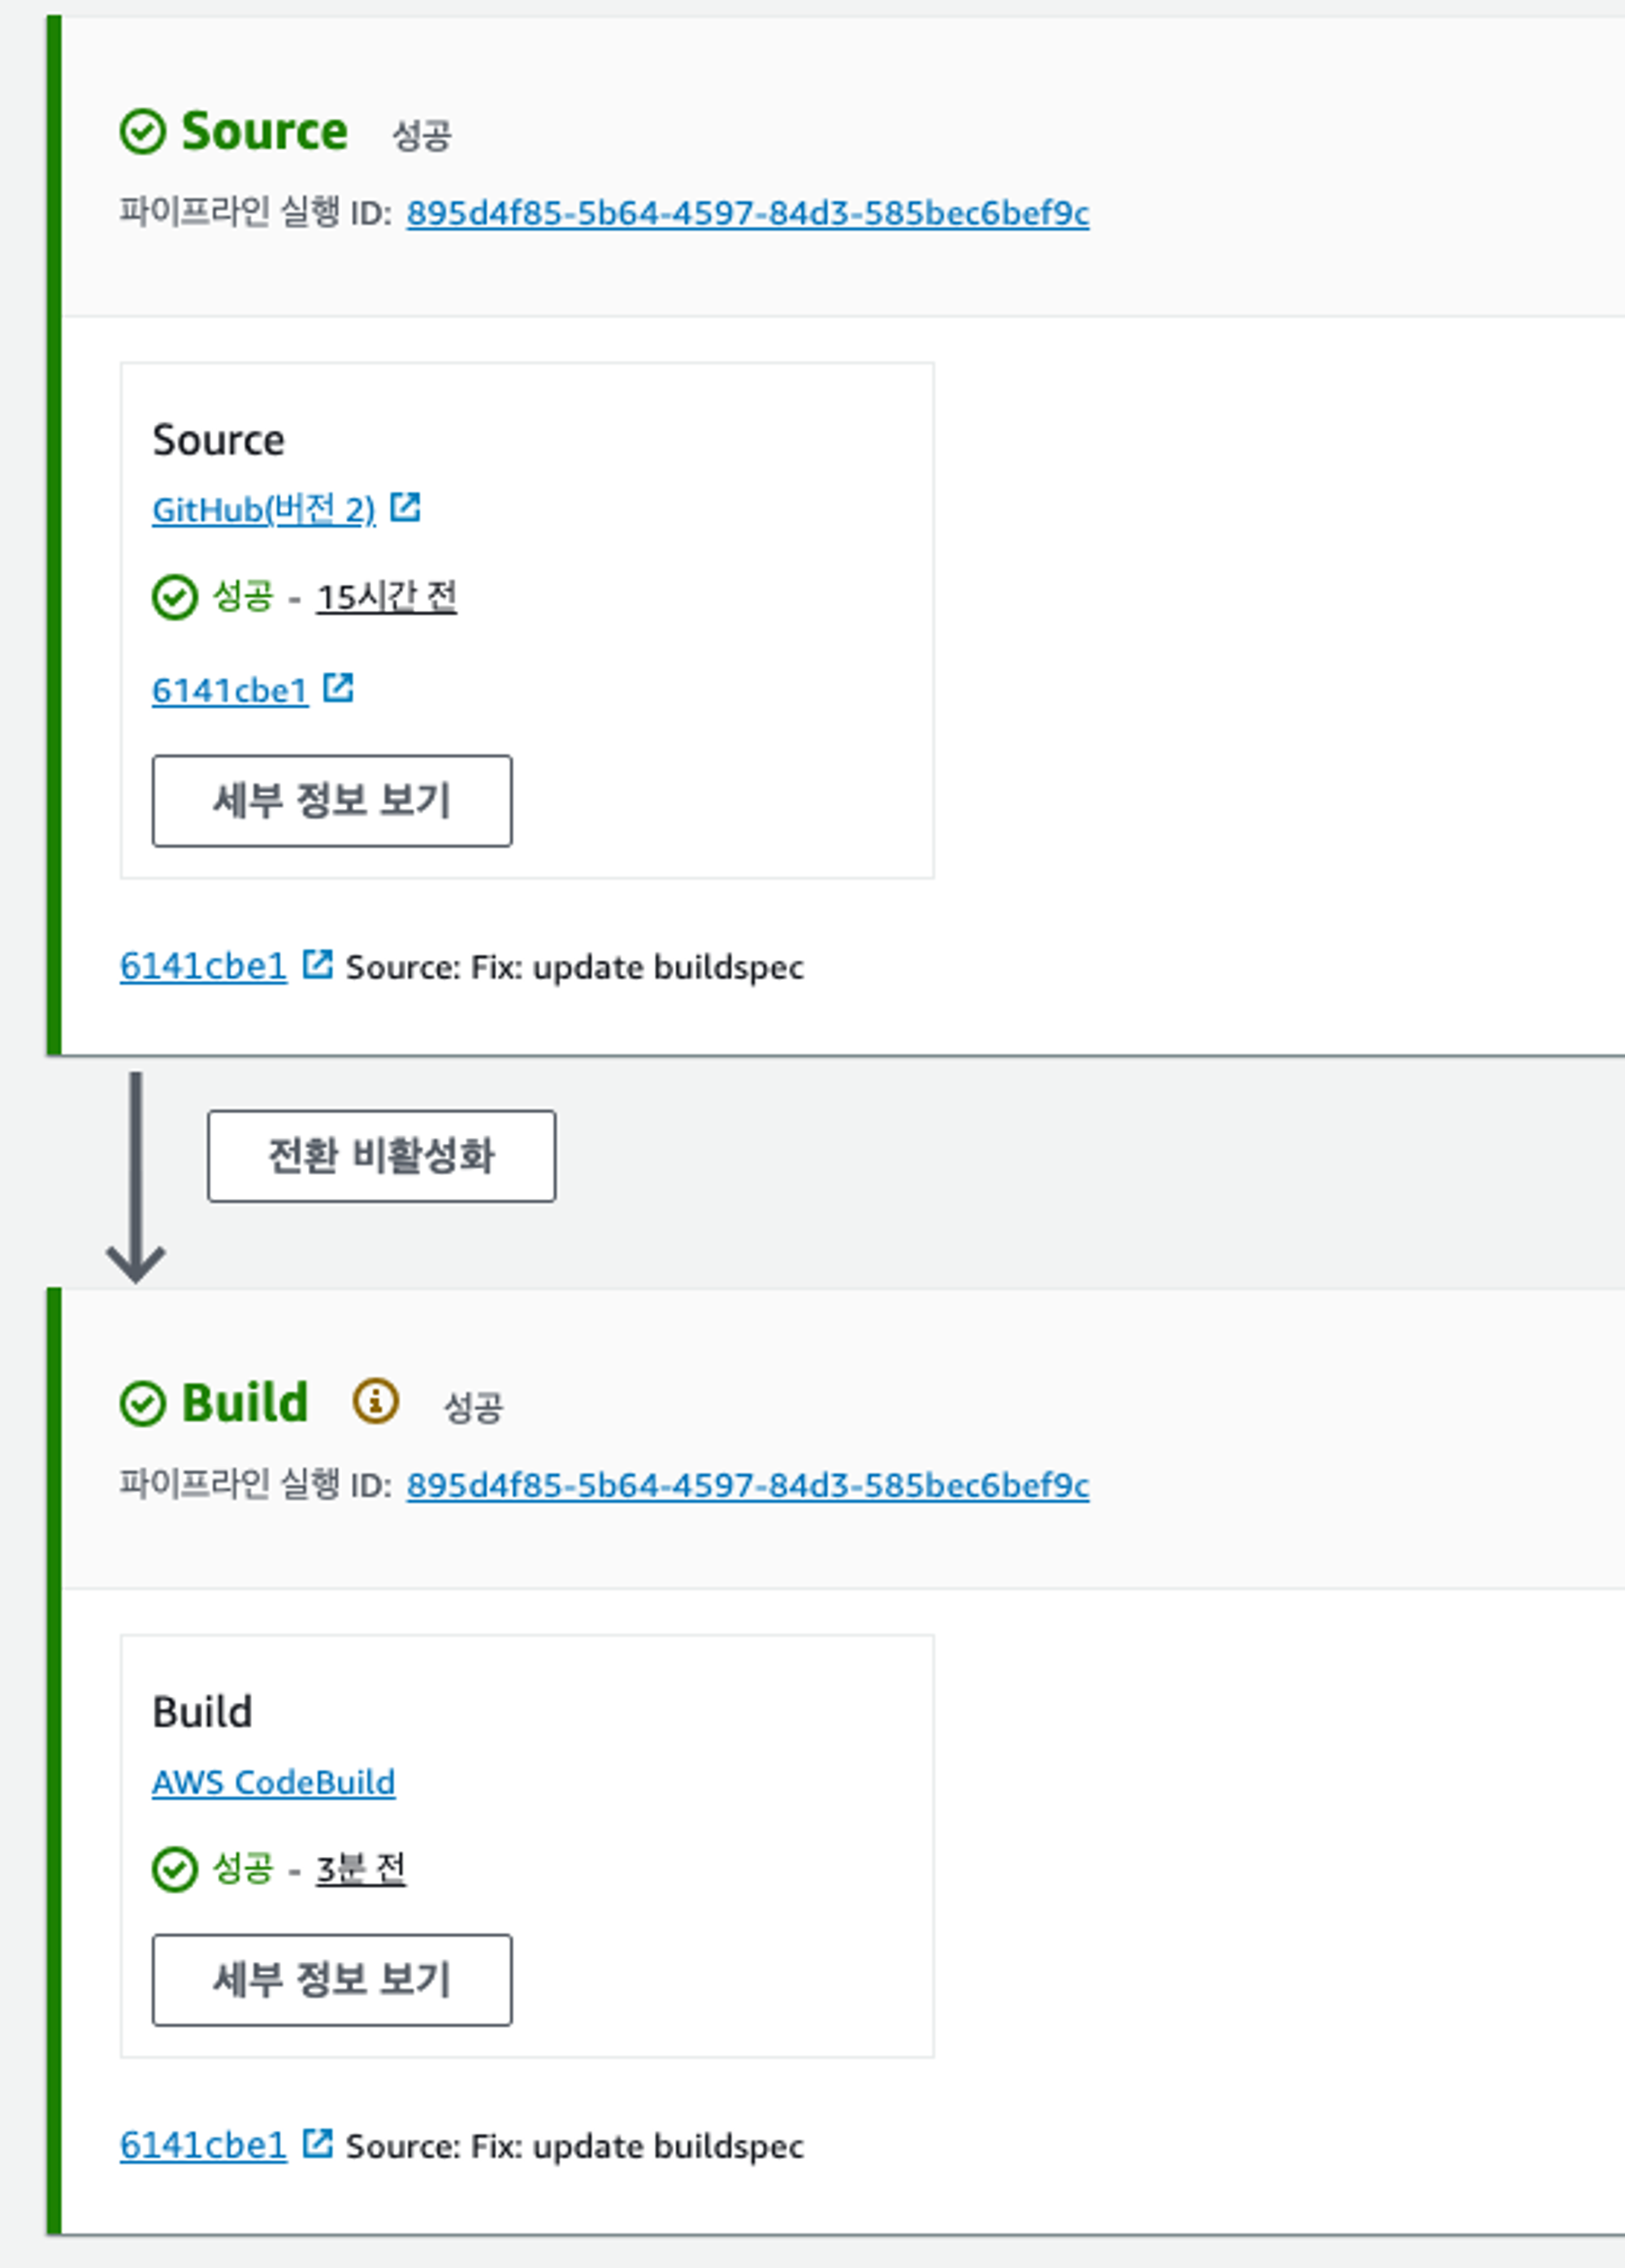 Source 성공
파이프라인 실행 ID: 895d4f85-5b64-4597-84d3-585bec6bef9c
Source
GitHub(버전 2)
성공 - 15시간 전
6141cbe1
세부 정보 보기
6141cbe1 Source: Fix: update buildspec
전환 비활성화
Build 성공
파이프라인 실행 ID: 895d4f85-5b64-4597-84d3-585bec6bef9c
Build
AWS CodeBuild
성공 - 3분 전
세부 정보 보기
6141cbe1 Source: Fix: update buildspec